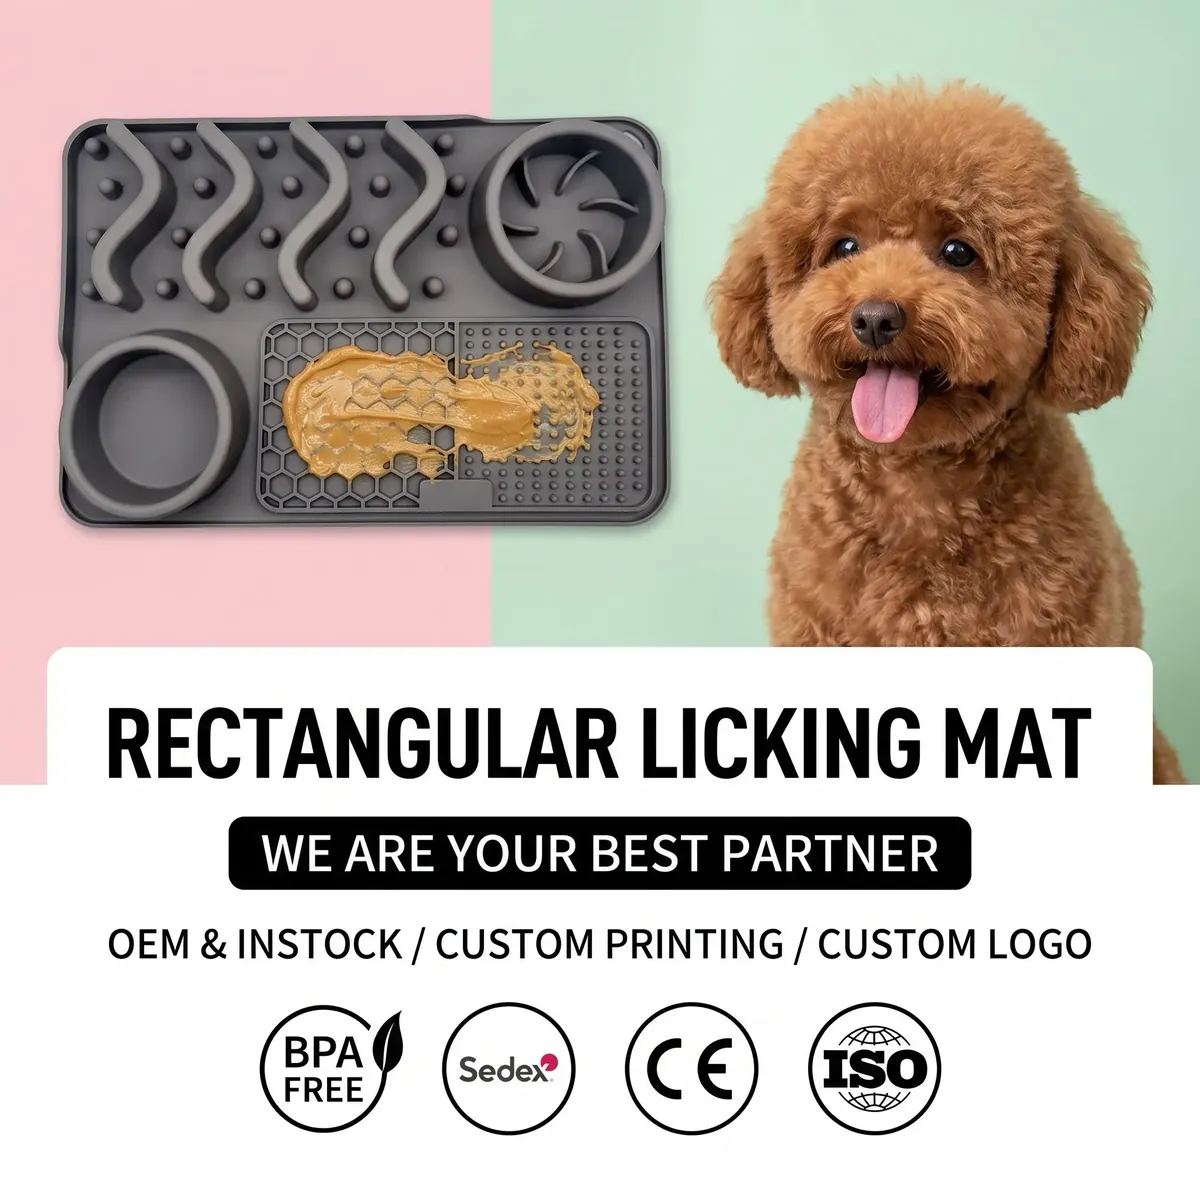 RECTANGULAR LICKING MAT
WE ARE YOUR BEST PARTNER
OEM & INSTOCK / CUSTOM PRINTING / CUSTOM LOGO
BPA
FREE
Sedex
CE
ISO